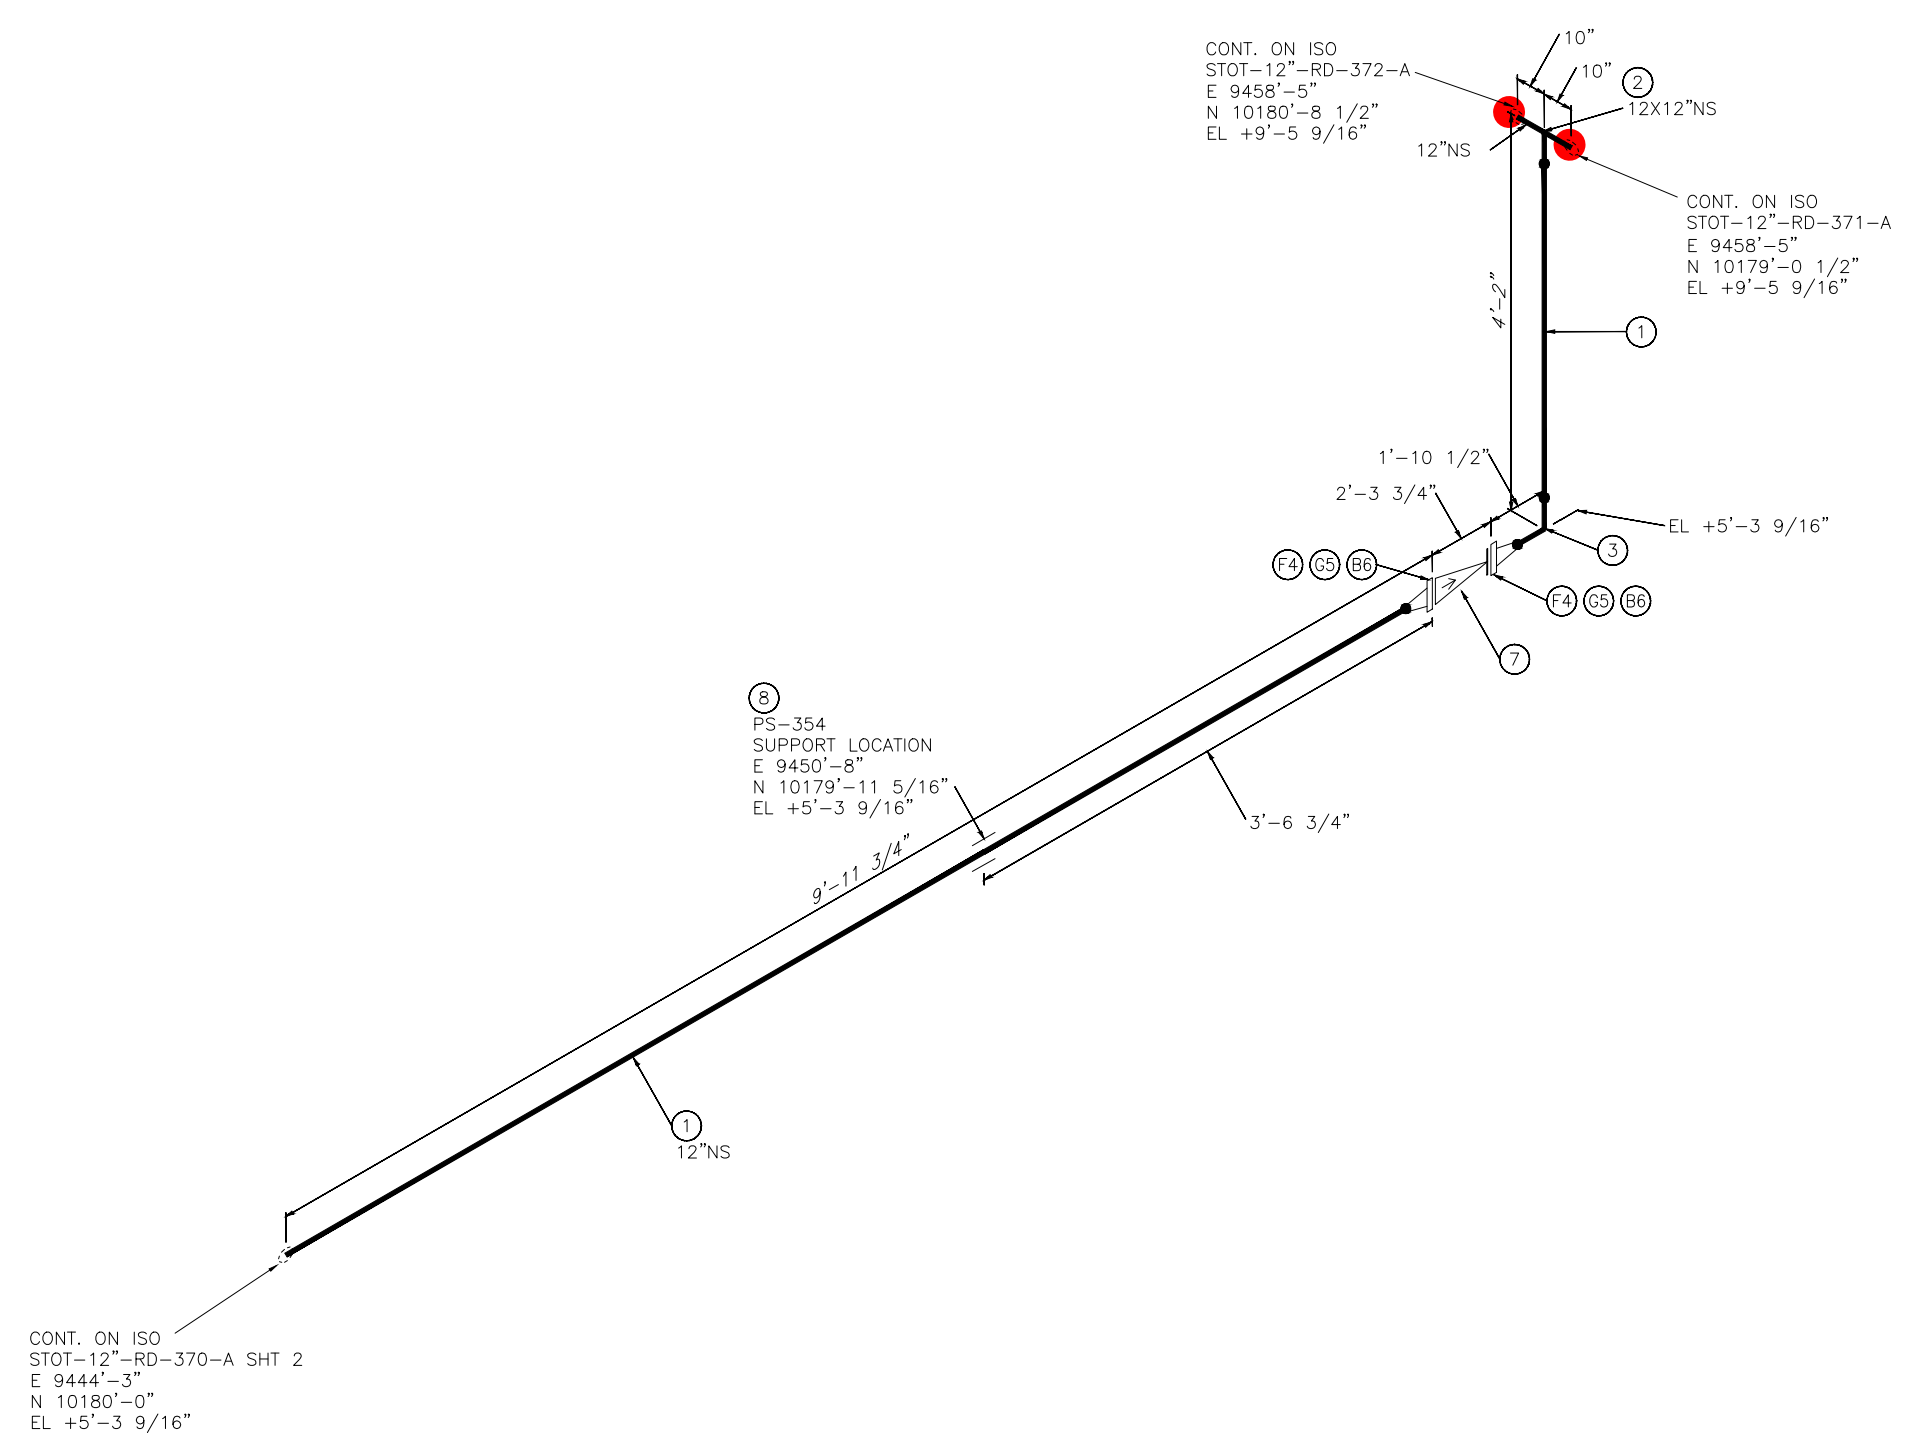 10"
10"
2
12X12"NS
CONT. ON ISO
STOT-12"-RD-372-A
E 9458'-5"
N 10180'-8 1/2"
EL +9'-5 9/16"
12"NS
CONT. ON ISO
STOT-12"-RD-371-A
E 9458'-5"
N 10179'-0 1/2"
EL +9'-5 9/16"
4'-2"
1
1'-10 1/2"
2'-3 3/4"
EL +5'-3 9/16"
3
F4 G5 B6
F4 G5 B6
7
8
PS-354
SUPPORT LOCATION
E 9450'-8"
N 10179'-11 5/16"
EL +5'-3 9/16"
3'-6 3/4"
9'-11 3/4"
1
12"NS
CONT. ON ISO
STOT-12"-RD-370-A SHT 2
E 9444'-3"
N 10180'-0"
EL +5'-3 9/16"